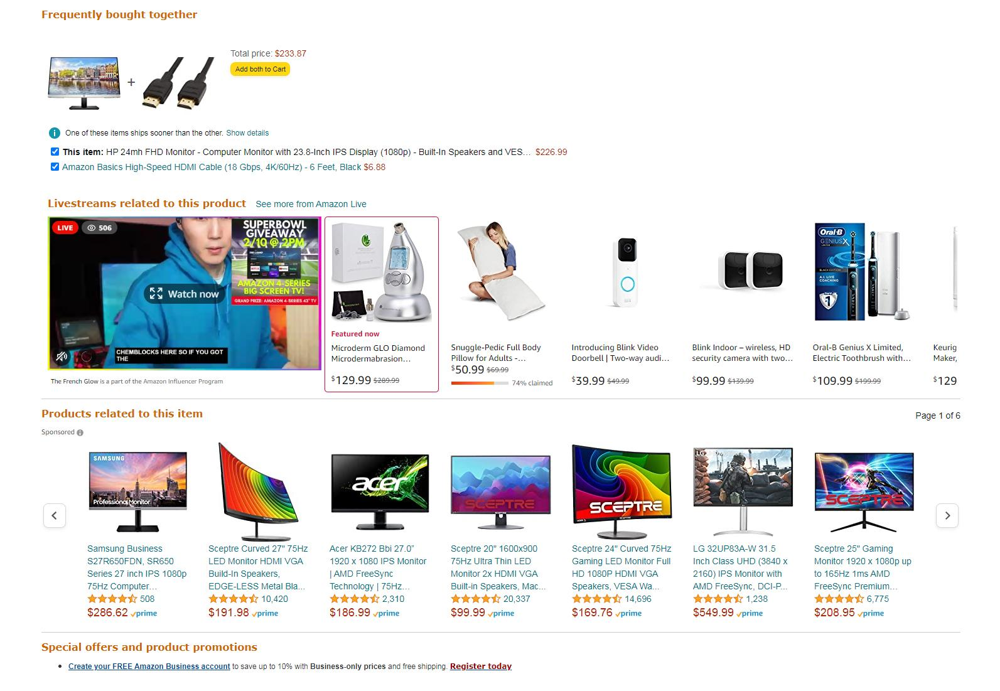 Frequently bought together
Total price: $233.87
Add both to Cart
+
One of these items ships sooner than the other. Show details
This item: HP 24mh FHD Monitor - Computer Monitor with 23.8-Inch IPS Display (1080p) - Built-In Speakers and VES... $226.99
Amazon Basics High-Speed HDMI Cable (18 Gbps, 4K/60Hz) - 6 Feet, Black $6.88
Livestreams related to this product See more from Amazon Live
LIVE 506
SUPERBOWL
GIVEAWAY
2/10 @ 2PM
AMAZON 4-SERIES
BIG SCREEN TV!
GRAND PRIZE: AMAZON 4-SERIES 43" TV
Watch now
CHEMBLOCKS HERE SO IF YOU GOT
THE
The French Glow is a part of the Amazon Influencer Program
Featured now
Microderm GLO Diamond
Microdermabrasion...
$129.99 $289.99
Snuggle-Pedic Full Body
Pillow for Adults -...
$50.99 $69.99
74% claimed
Introducing Blink Video
Doorbell | Two-way audi...
$39.99 $49.99
Blink Indoor – wireless, HD
security camera with two...
$99.99 $139.99
Oral-B
GENIUS X
LIMITED
BLACK EDITION
A.I. LIVE
COACHING
Oral-B Genius X Limited,
Electric Toothbrush with...
$109.99 $199.99
Keurig
Maker,
$129
Products related to this item
Page 1 of 6
Sponsored
SAMSUNG
Professional Monitor
Samsung Business
S27R650FDN, SR650
Series 27 inch IPS 1080p
75Hz Computer...
508
$286.62 prime
SCEPTRE
Sceptre Curved 27" 75Hz
LED Monitor HDMI VGA
Build-In Speakers,
EDGE-LESS Metal Bla...
10,420
$191.98 prime
acer
Acer KB272 Bbi 27.0"
1920 x 1080 IPS Monitor
| AMD FreeSync
Technology | 75Hz...
2,310
$186.99 prime
SCEPTRE
Sceptre 20" 1600x900
75Hz Ultra Thin LED
Monitor 2x HDMI VGA
Built-in Speakers, Mac...
20,337
$99.99 prime
SCEPTRE
Sceptre 24" Curved 75Hz
Gaming LED Monitor Full
HD 1080P HDMI VGA
Speakers, VESA Wa...
14,696
$169.76 prime
LG
LG 32UP83A-W 31.5
Inch Class UHD (3840 x
2160) IPS Monitor with
AMD FreeSync, DCI-P...
1,238
$549.99 prime
SCEPTRE
Sceptre 25" Gaming
Monitor 1920 x 1080p up
to 165Hz 1ms AMD
FreeSync Premium...
6,775
$208.95 prime
Special offers and product promotions
Create your FREE Amazon Business account to save up to 10% with Business-only prices and free shipping. Register today